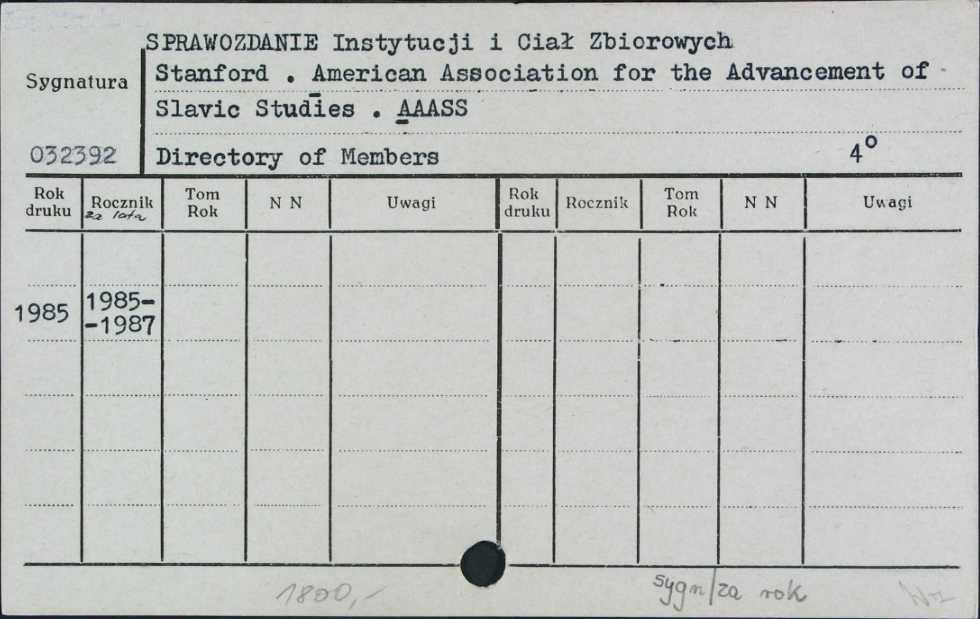 SPRAWOZDANIE Instytucji i Ciał Zbiorowych
Sygnatura
Stanford . American Association for the Advancement of
Slavic Studies . AAASS
032392
Directory of Members 4°
Rok druku Rocznik za lata Tom Rok N N Uwagi Rok druku Rocznik Tom Rok N N Uwagi
1985 1985-
-1987
1800,-
sygn/za rok